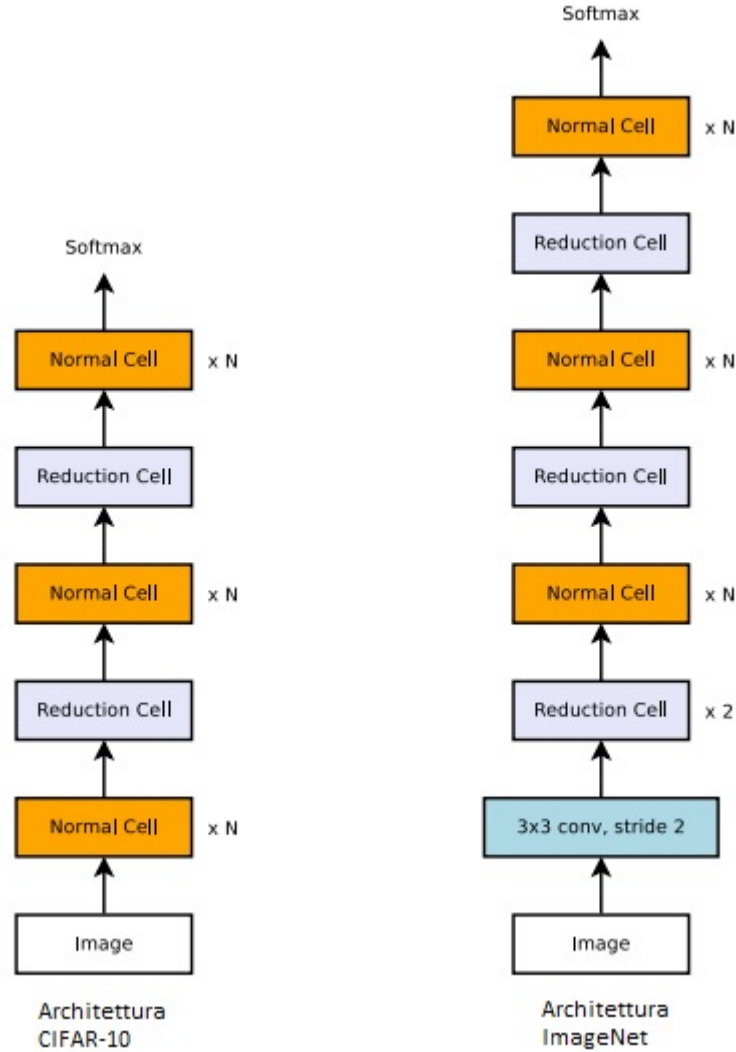 Softmax
Normal Cell x N
Reduction Cell
Normal Cell x N
Reduction Cell
Normal Cell x N
Image
Architettura
CIFAR-10
Softmax
Normal Cell x N
Reduction Cell
Normal Cell x N
Reduction Cell
Normal Cell x N
Reduction Cell x 2
3x3 conv, stride 2
Image
Architettura
ImageNet